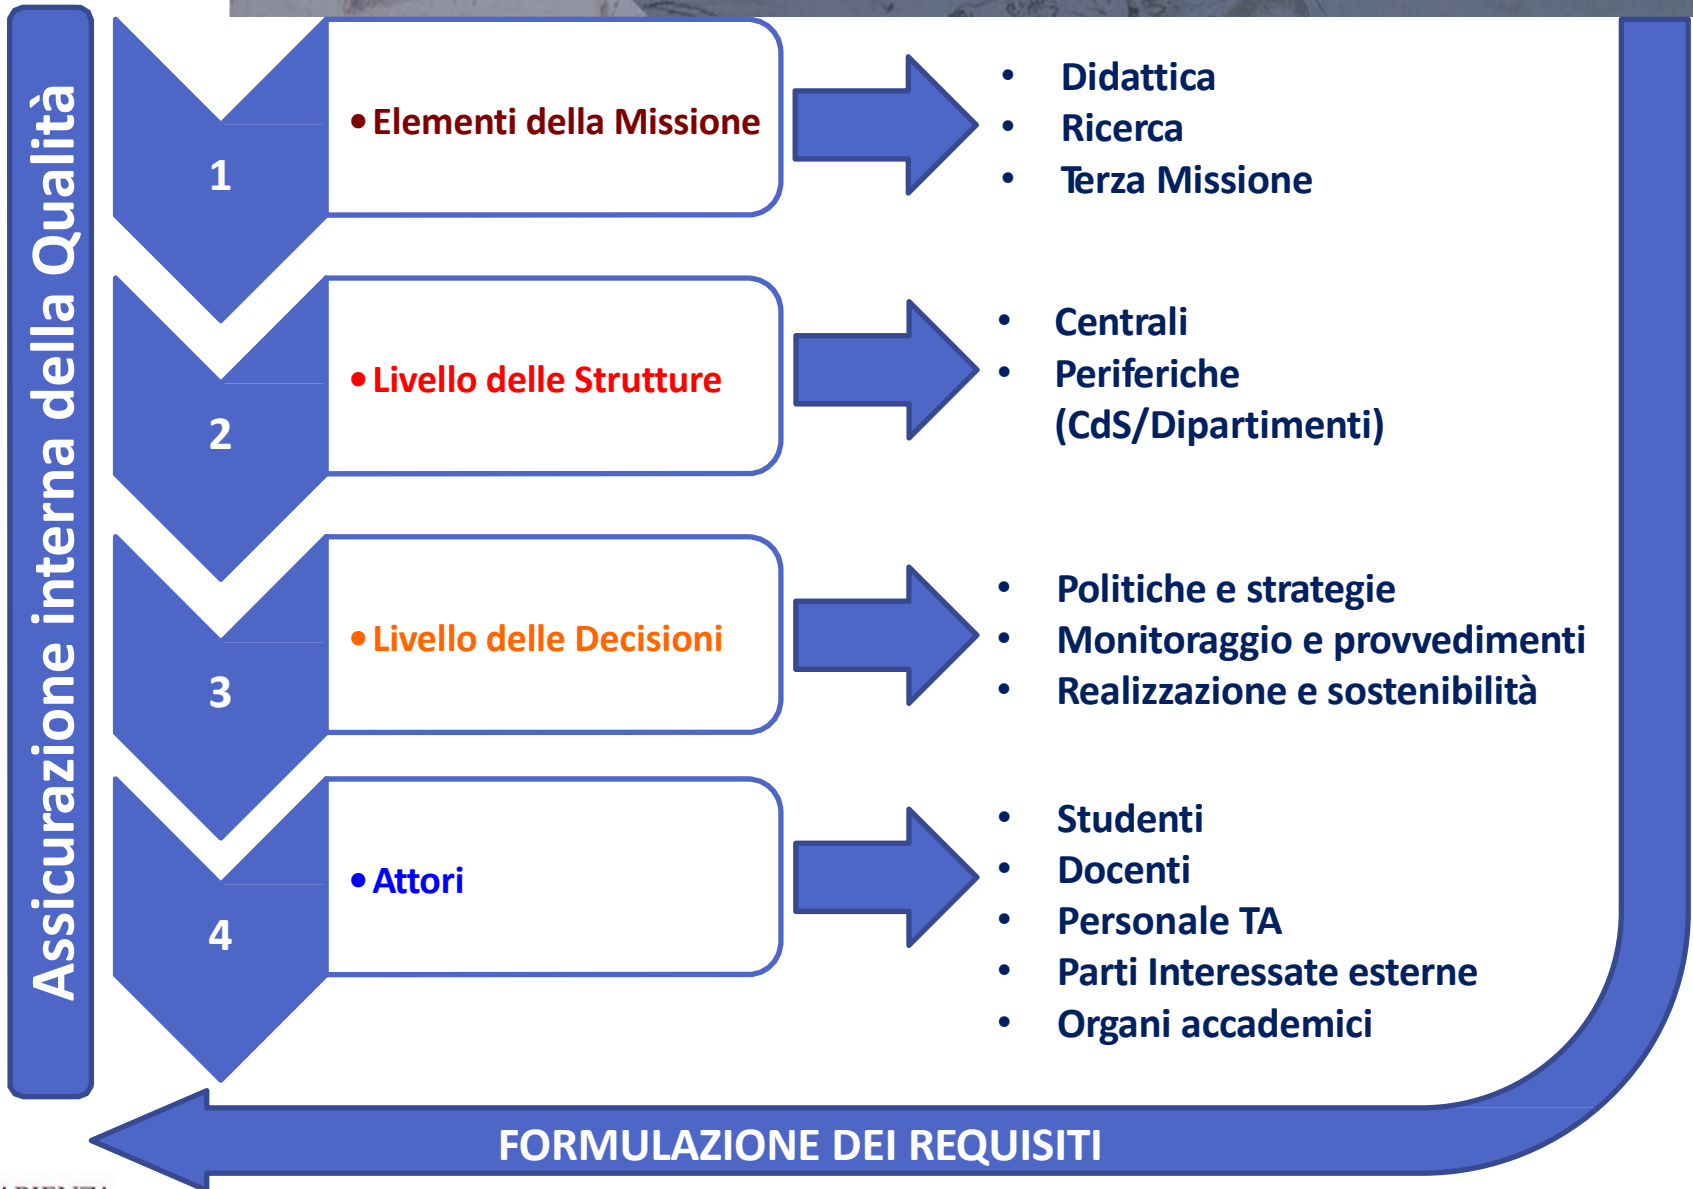 Assicurazione interna della Qualità
1
• Elementi della Missione
• Didattica
• Ricerca
• Terza Missione
2
• Livello delle Strutture
• Centrali
• Periferiche
(CdS/Dipartimenti)
3
• Livello delle Decisioni
• Politiche e strategie
• Monitoraggio e provvedimenti
• Realizzazione e sostenibilità
4
• Attori
• Studenti
• Docenti
• Personale TA
• Parti Interessate esterne
• Organi accademici
FORMULAZIONE DEI REQUISITI